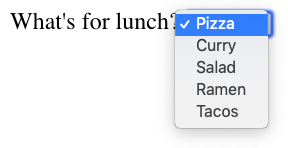 What's for lunch?
✓ Pizza
Curry
Salad
Ramen
Tacos